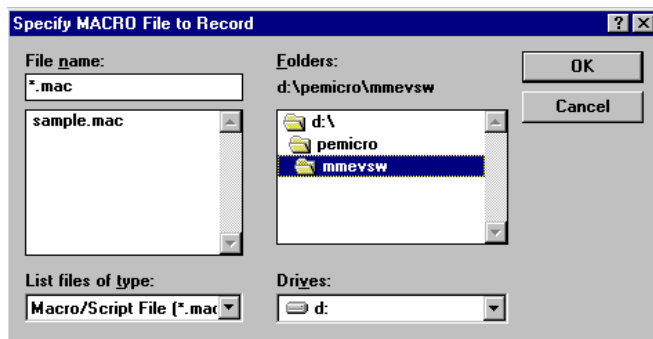 Specify MACRO File to Record
File name:
*.mac
sample.mac
List files of type:
Macro/Script File (*.mac
Folders:
d:\pemicro\mmevsw
d:\
pemicro
mmevsw
Drives:
d:
OK
Cancel